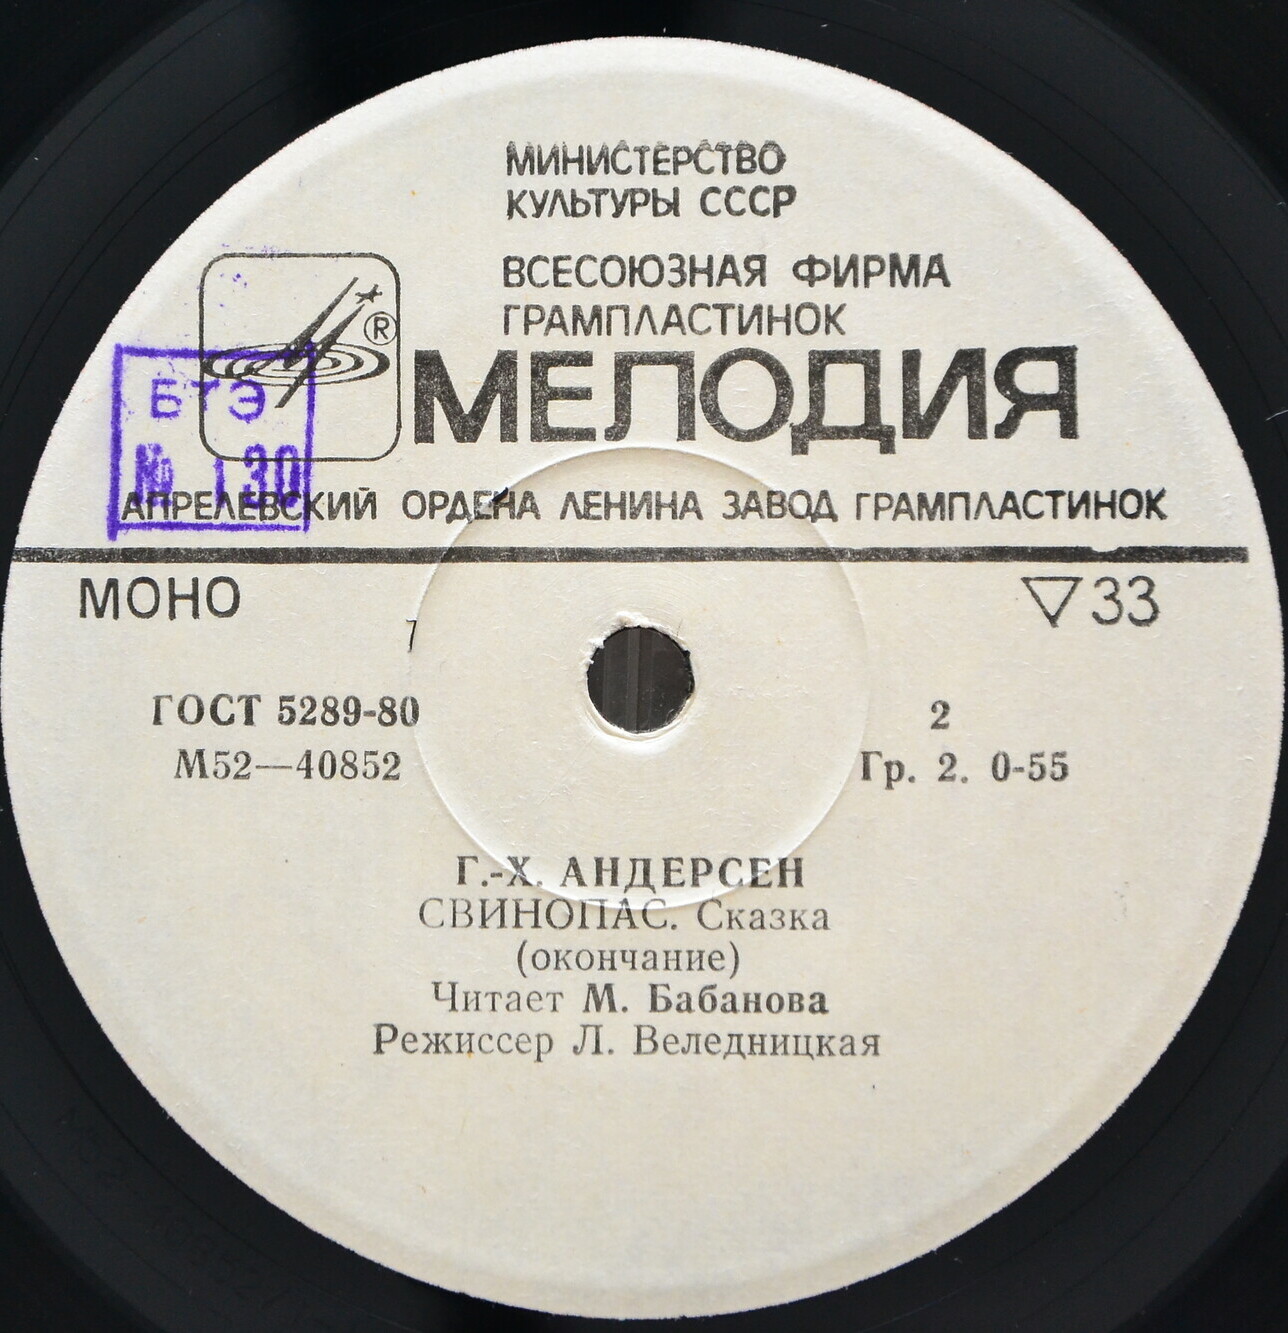 МИНИСТЕРСТВО
КУЛЬТУРЫ СССР
ВСЕСОЮЗНАЯ ФИРМА
ГРАМПЛАСТИНОК
®
МЕЛОДИЯ
БТЭ
№ 130
АПРЕЛЕВСКИЙ ОРДЕНА ЛЕНИНА ЗАВОД ГРАМПЛАСТИНОК
МОНО
▽33
ГОСТ 5289-80
2
М52—40852
Гр. 2. 0-55
Г.-Х. АНДЕРСЕН
СВИНОПАС. Сказка
(окончание)
Читает М. Бабанова
Режиссер Л. Веледницкая